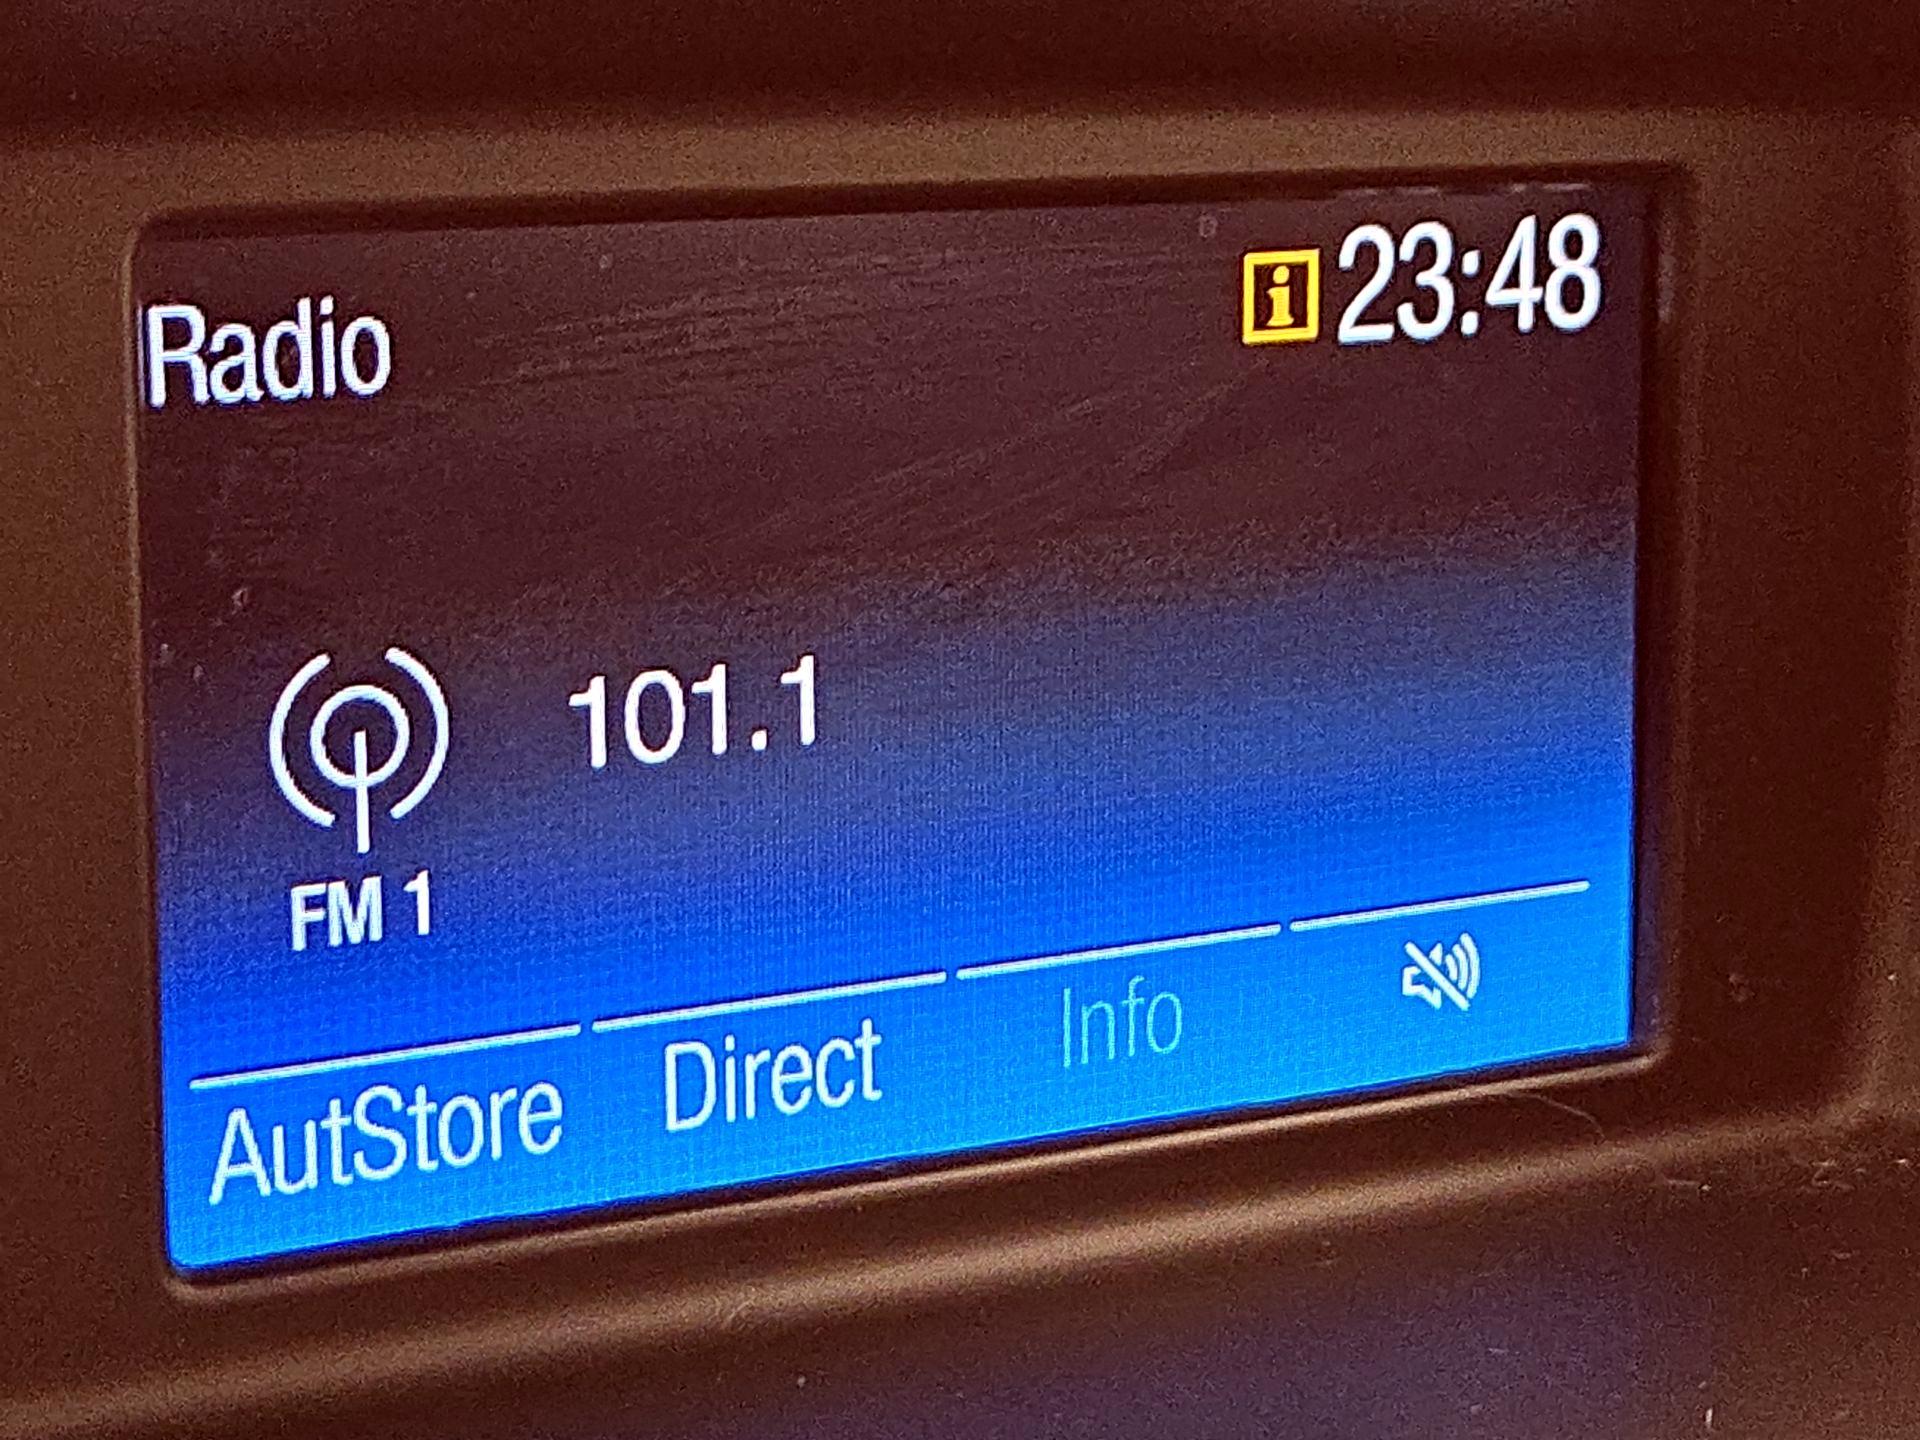 Radio
i 23:48
101.1
FM 1
AutStore Direct Info